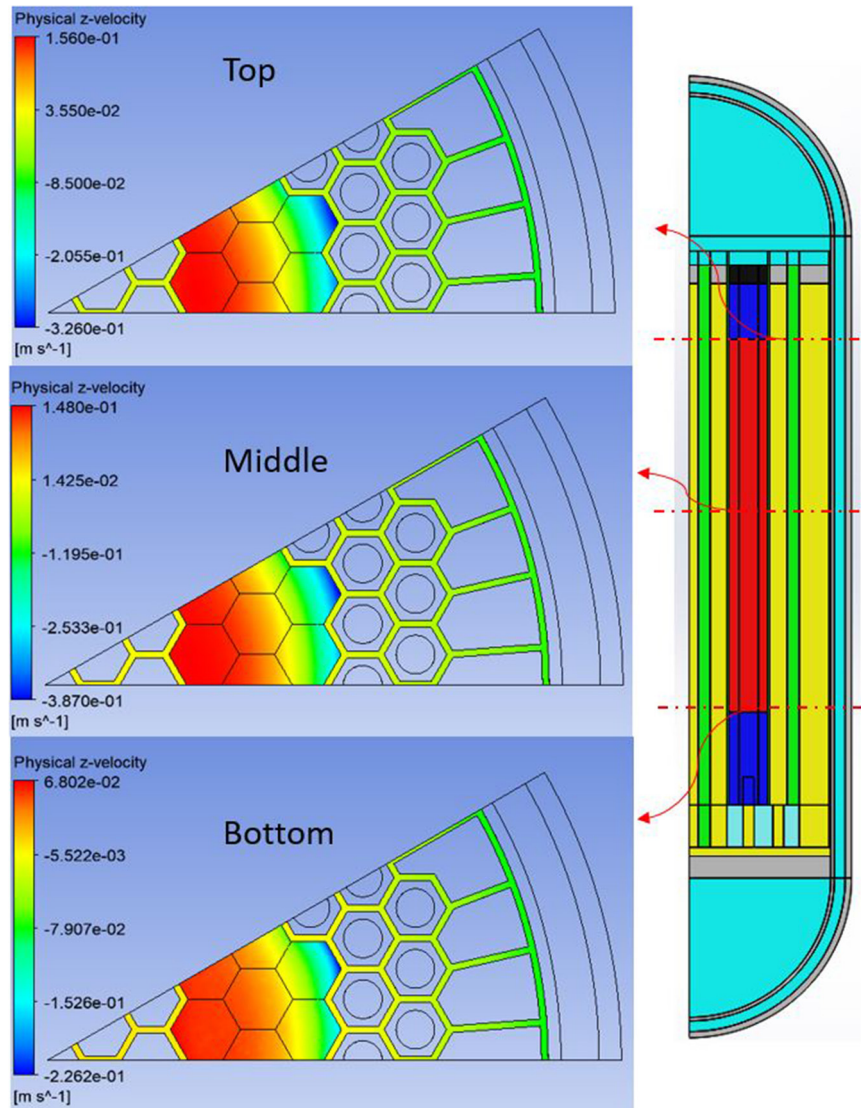 Physical z-velocity
1.560e-01
3.550e-02
-8.500e-02
-2.055e-01
-3.260e-01
[m s^-1]
Top
Physical z-velocity
1.480e-01
1.425e-02
-1.195e-01
-2.533e-01
-3.870e-01
[m s^-1]
Middle
Physical z-velocity
6.802e-02
-5.522e-03
-7.907e-02
-1.526e-01
-2.262e-01
[m s^-1]
Bottom